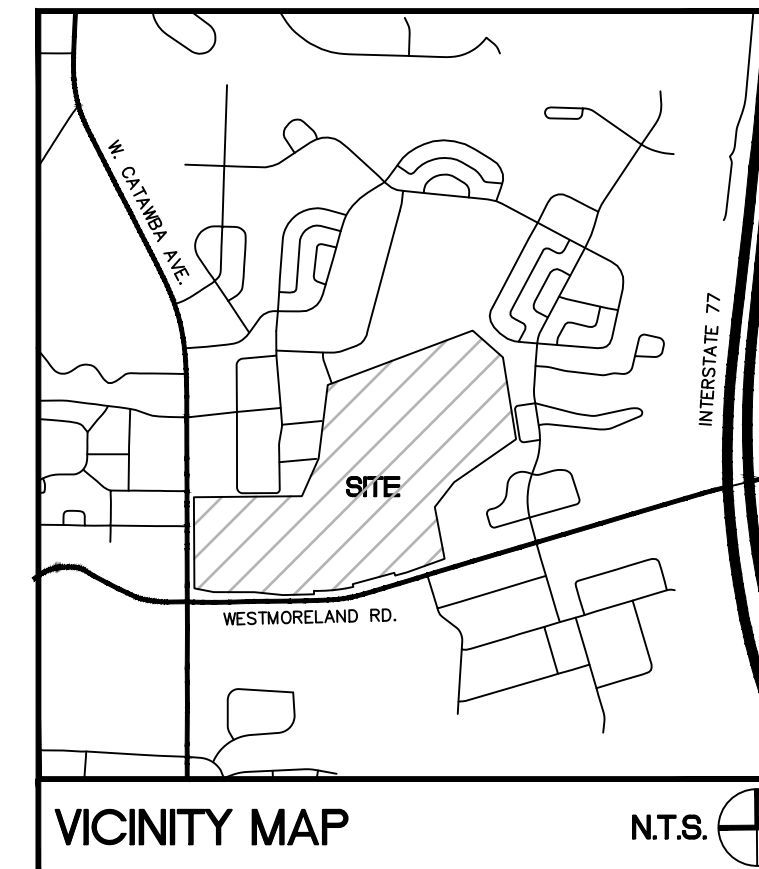 W. CATAWBA AVE.
INTERSTATE 77
SITE
WESTMORELAND RD.
VICINITY MAP
N.T.S.